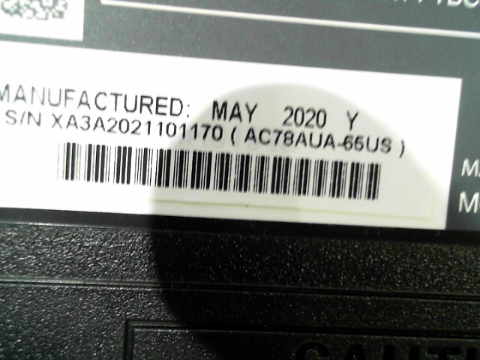 MANUFACTURED: MAY 2020 Y
S/N XA3A2021101170 ( AC78AUA-65US )